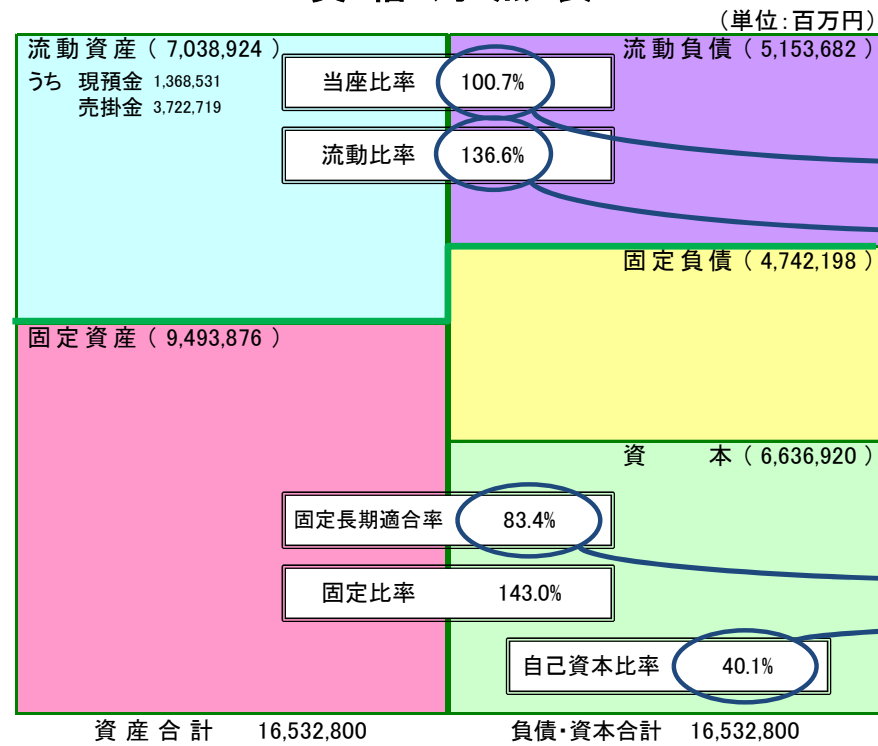 (単位:百万円)
流動資産 ( 7,038,924 )
うち 現預金 1,368,531
売掛金 3,722,719
流動負債 ( 5,153,682 )
当座比率 100.7%
流動比率 136.6%
固定負債 ( 4,742,198 )
固定資産 ( 9,493,876 )
資 本 ( 6,636,920 )
固定長期適合率 83.4%
固定比率 143.0%
自己資本比率 40.1%
資産合計 16,532,800
負債・資本合計 16,532,800